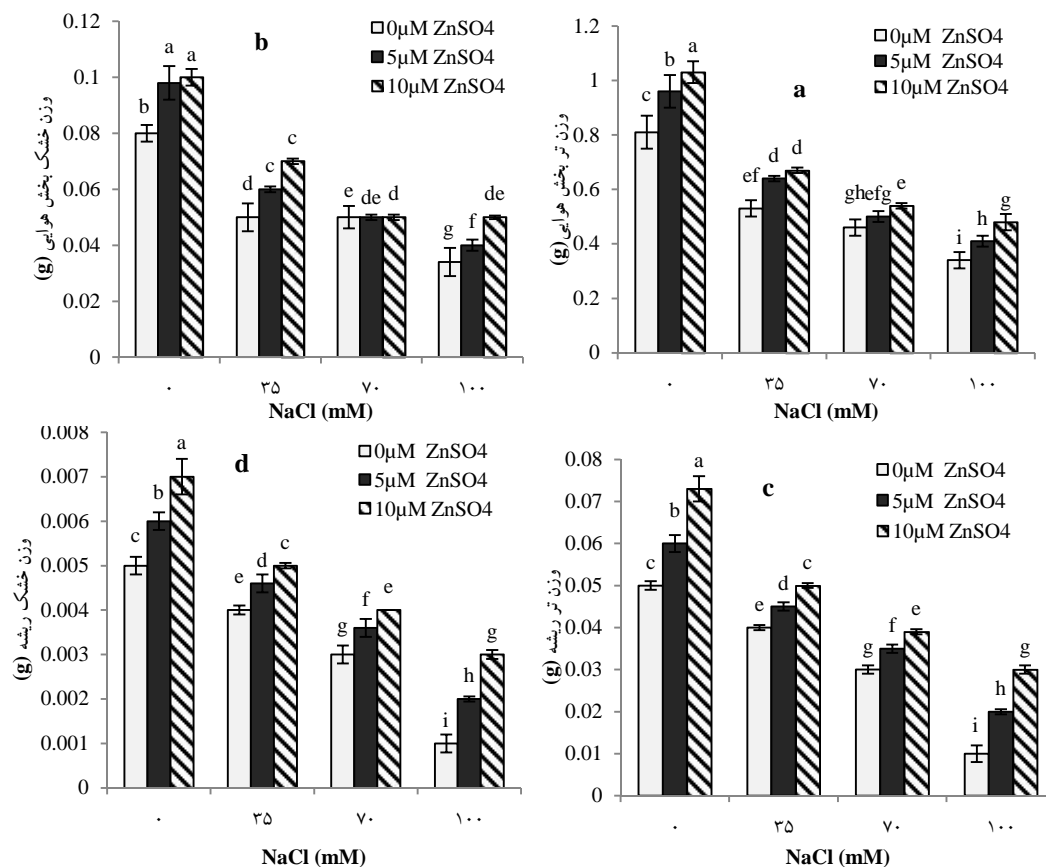 b
0µM ZnSO4
5µM ZnSO4
10µM ZnSO4
وزن خشک بخش هوایی (g)
0.12
0.1
0.08
0.06
0.04
0.02
0
b a a
d c c
e de d
g f de
۰ ۳۵ ۷۰ ۱۰۰
NaCl (mM)
a
0µM ZnSO4
5µM ZnSO4
10µM ZnSO4
وزن تر بخش هوایی (g)
1.2
1
0.8
0.6
0.4
0.2
0
c b a
ef d d
gh efg e
i h g
۰ ۳۵ ۷۰ ۱۰۰
NaCl (mM)
d
0µM ZnSO4
5µM ZnSO4
10µM ZnSO4
وزن خشک ریشه (g)
0.008
0.007
0.006
0.005
0.004
0.003
0.002
0.001
0
c b a
e d c
g f e
i h g
۰ ۳۵ ۷۰ ۱۰۰
NaCl (mM)
c
0µM ZnSO4
5µM ZnSO4
10µM ZnSO4
وزن تر ریشه (g)
0.08
0.07
0.06
0.05
0.04
0.03
0.02
0.01
0
c b a
e d c
g f e
i h g
۰ ۳۵ ۷۰ ۱۰۰
NaCl (mM)